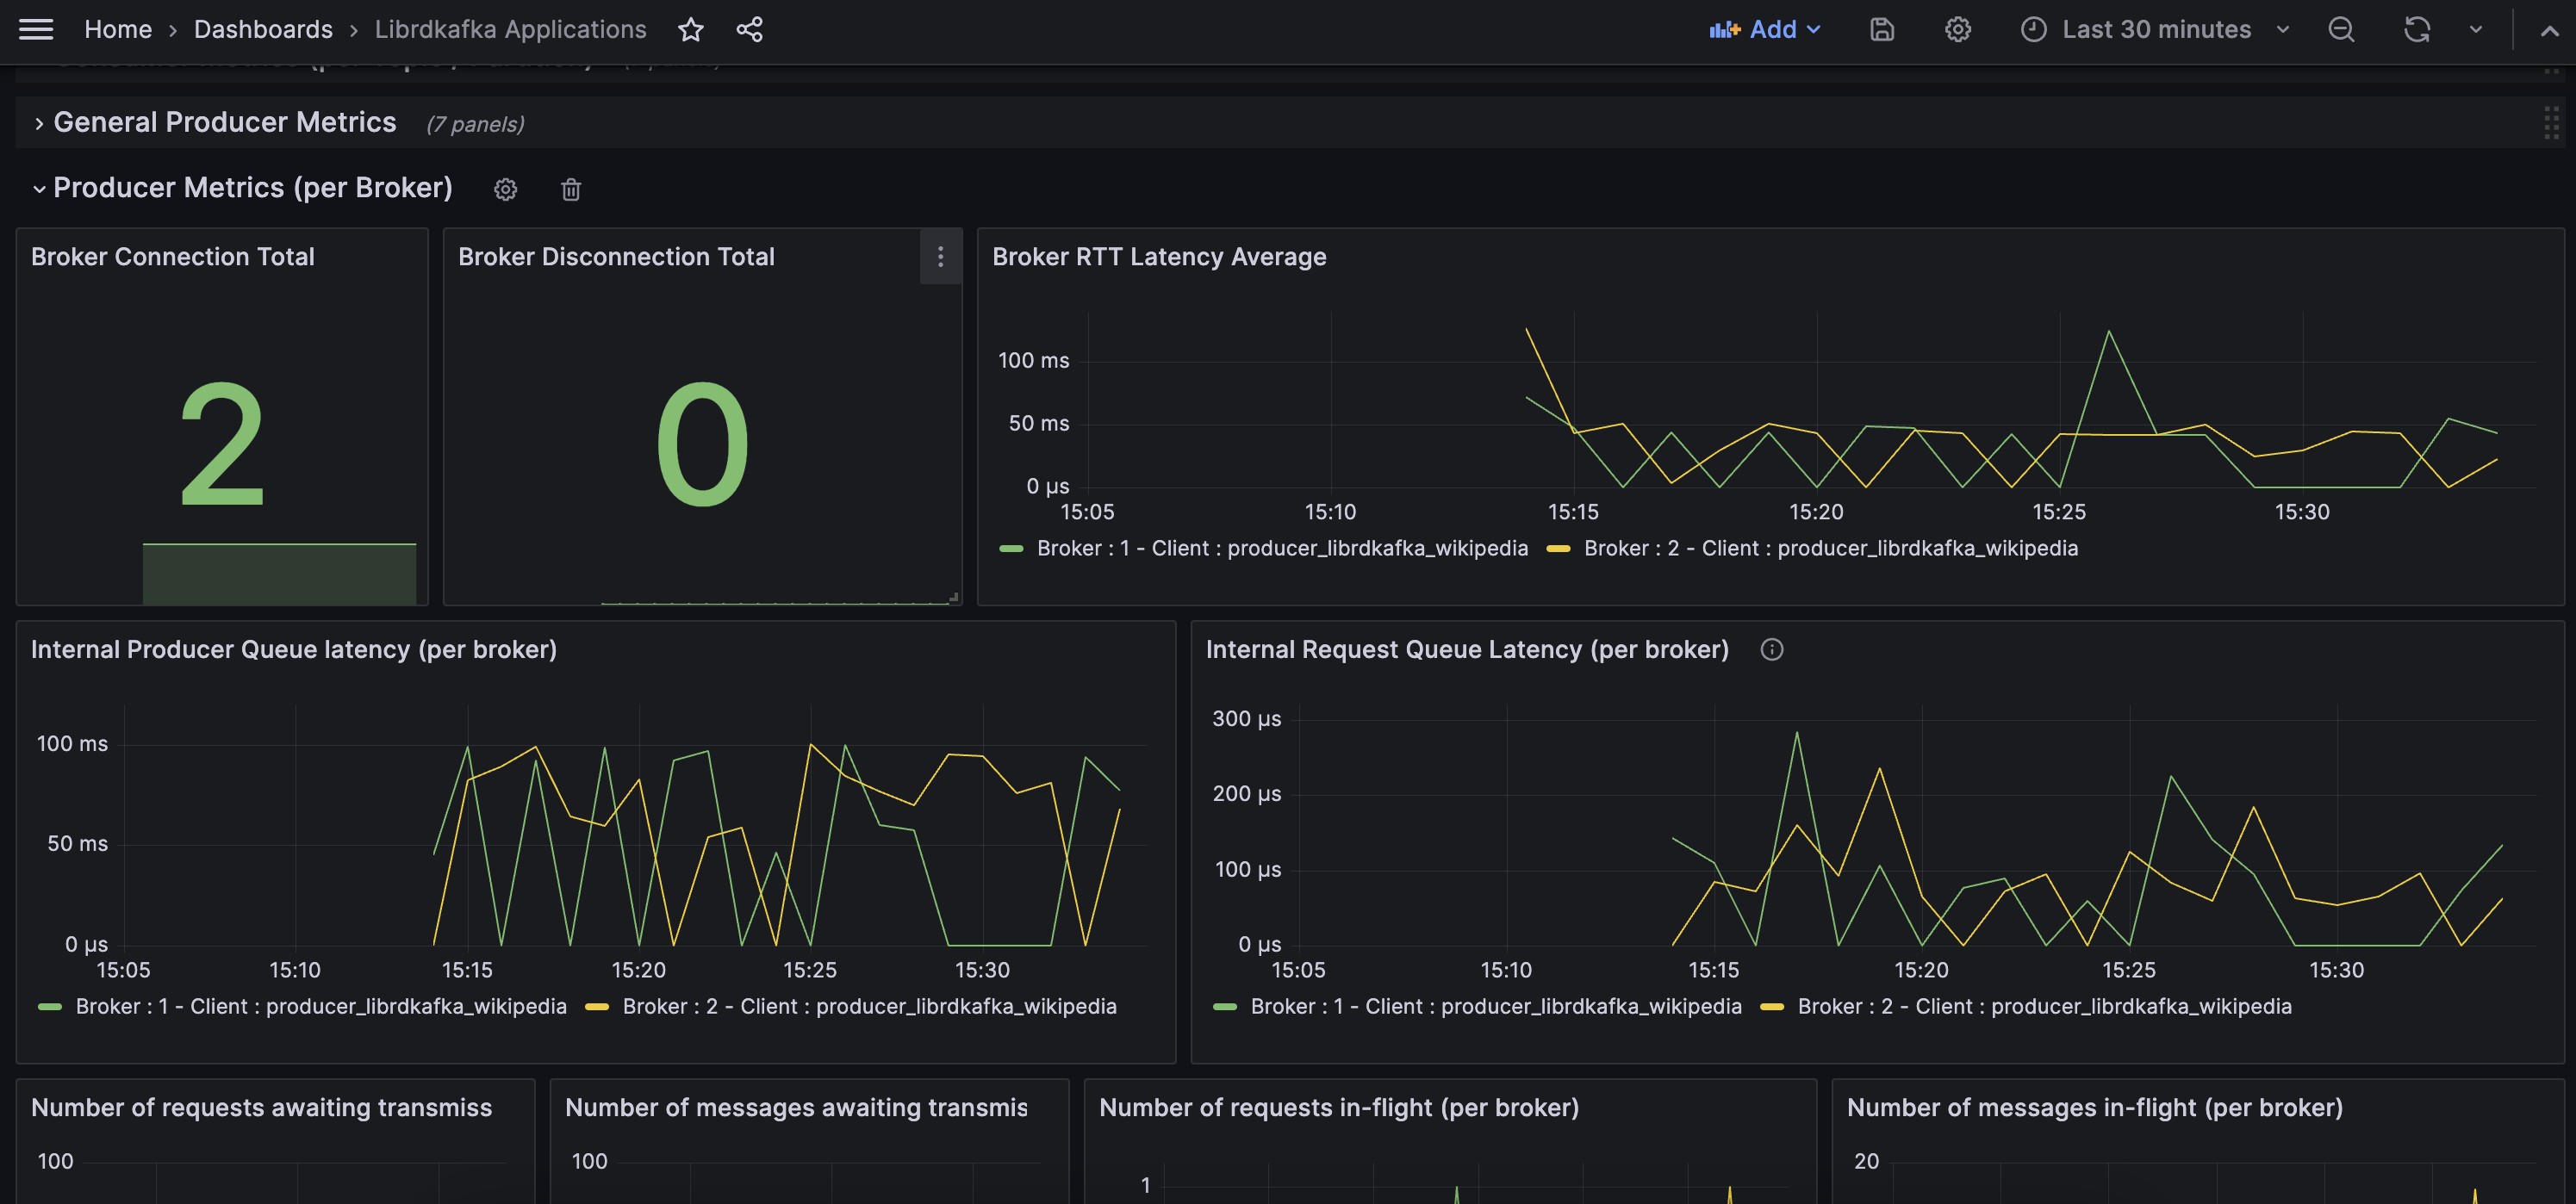 Home › Dashboards › Librdkafka Applications
Add
Last 30 minutes
General Producer Metrics (7 panels)
Producer Metrics (per Broker)
Broker Connection Total
2
Broker Disconnection Total
0
Broker RTT Latency Average
100 ms
50 ms
0 µs
15:05 15:10 15:15 15:20 15:25 15:30
Broker : 1 - Client : producer_librdkafka_wikipedia Broker : 2 - Client : producer_librdkafka_wikipedia
Internal Producer Queue latency (per broker)
100 ms
50 ms
0 µs
15:05 15:10 15:15 15:20 15:25 15:30
Broker : 1 - Client : producer_librdkafka_wikipedia Broker : 2 - Client : producer_librdkafka_wikipedia
Internal Request Queue Latency (per broker)
300 µs
200 µs
100 µs
0 µs
15:05 15:10 15:15 15:20 15:25 15:30
Broker : 1 - Client : producer_librdkafka_wikipedia Broker : 2 - Client : producer_librdkafka_wikipedia
Number of requests awaiting transmiss
100
Number of messages awaiting transmis
100
Number of requests in-flight (per broker)
1
Number of messages in-flight (per broker)
20